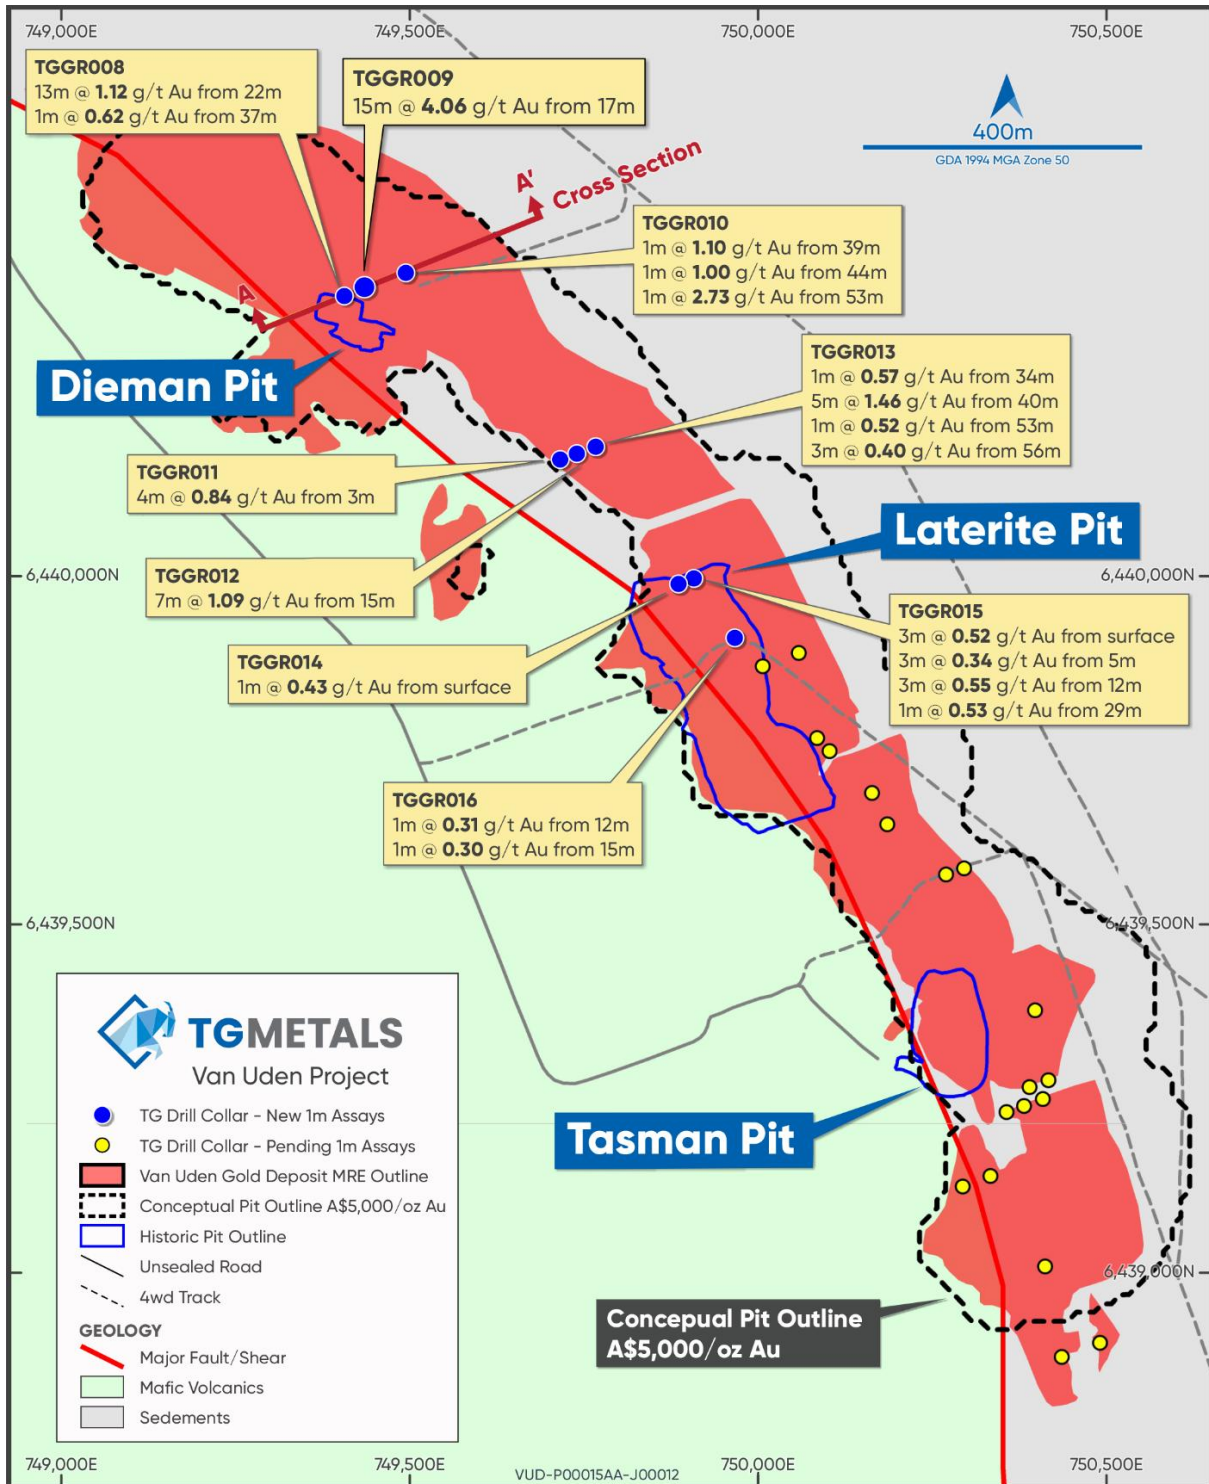 749,000E
749,500E
750,000E
750,500E
TGGR008
13m @ 1.12 g/t Au from 22m
1m @ 0.62 g/t Au from 37m
TGGR009
15m @ 4.06 g/t Au from 17m
400m
GDA 1994 MGA Zone 50
A'
Cross Section
A
TGGR010
1m @ 1.10 g/t Au from 39m
1m @ 1.00 g/t Au from 44m
1m @ 2.73 g/t Au from 53m
Dieman Pit
TGGR013
1m @ 0.57 g/t Au from 34m
5m @ 1.46 g/t Au from 40m
1m @ 0.52 g/t Au from 53m
3m @ 0.40 g/t Au from 56m
TGGR011
4m @ 0.84 g/t Au from 3m
Laterite Pit
6,440,000N
6,440,000N
TGGR012
7m @ 1.09 g/t Au from 15m
TGGR015
3m @ 0.52 g/t Au from surface
3m @ 0.34 g/t Au from 5m
3m @ 0.55 g/t Au from 12m
1m @ 0.53 g/t Au from 29m
TGGR014
1m @ 0.43 g/t Au from surface
TGGR016
1m @ 0.31 g/t Au from 12m
1m @ 0.30 g/t Au from 15m
6,439,500N
6,439,500N
TGMETALS
Van Uden Project
TG Drill Collar - New 1m Assays
TG Drill Collar - Pending 1m Assays
Van Uden Gold Deposit MRE Outline
Conceptual Pit Outline A$5,000/oz Au
Historic Pit Outline
Unsealed Road
4wd Track
GEOLOGY
Major Fault/Shear
Mafic Volcanics
Sedements
Tasman Pit
6,439,000N
Concepual Pit Outline
A$5,000/oz Au
749,000E
749,500E
VUD-P00015AA-J00012
750,000E
750,500E